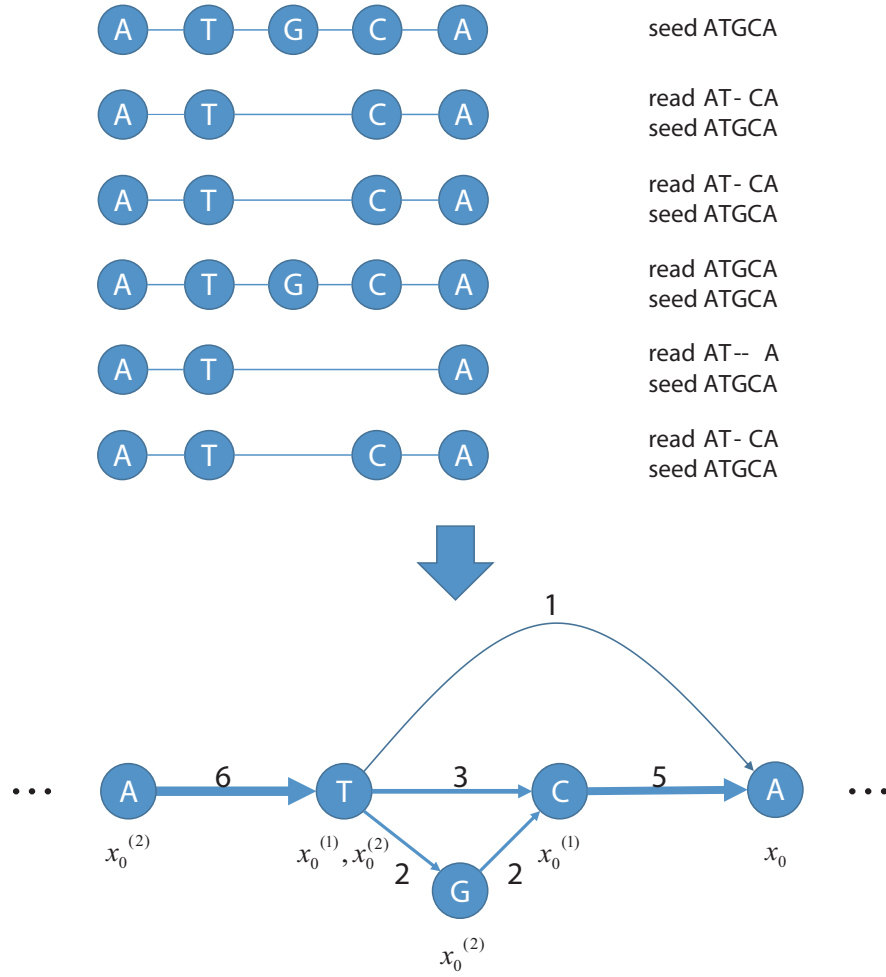 A T G C A seed ATGCA
A T C A read AT- CA
seed ATGCA
A T C A read AT- CA
seed ATGCA
A T G C A read ATGCA
seed ATGCA
A T A read AT-- A
seed ATGCA
A T C A read AT- CA
seed ATGCA
1
... A 6 T 3 C 5 A ...
x₀⁽²⁾ x₀⁽¹⁾, x₀⁽²⁾ 2 G 2 x₀⁽¹⁾ x₀
x₀⁽²⁾